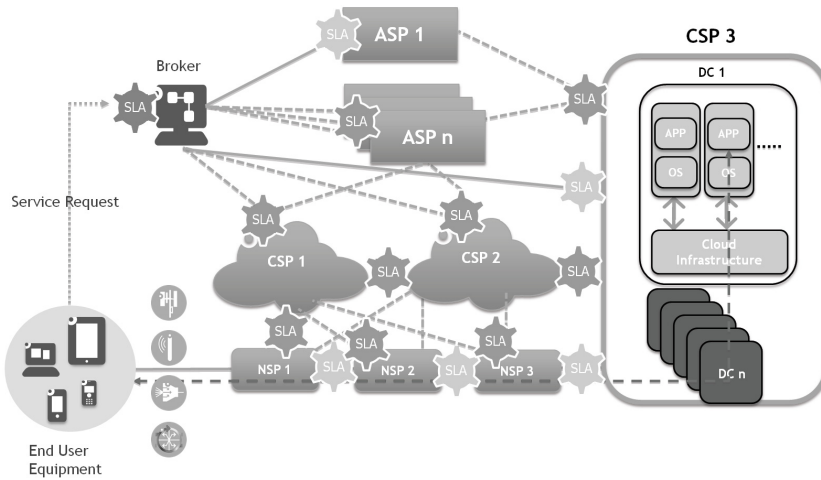 CSP 3
SLA
ASP 1
Broker
DC 1
SLA
SLA
SLA
ASP n
APP
APP
OS
OS
.....
SLA
Service Request
SLA
SLA
CSP 1
SLA
CSP 2
SLA
Cloud
Infrastructure
SLA
SLA
SLA
NSP 1
SLA
NSP 2
SLA
NSP 3
SLA
DC n
End User
Equipment